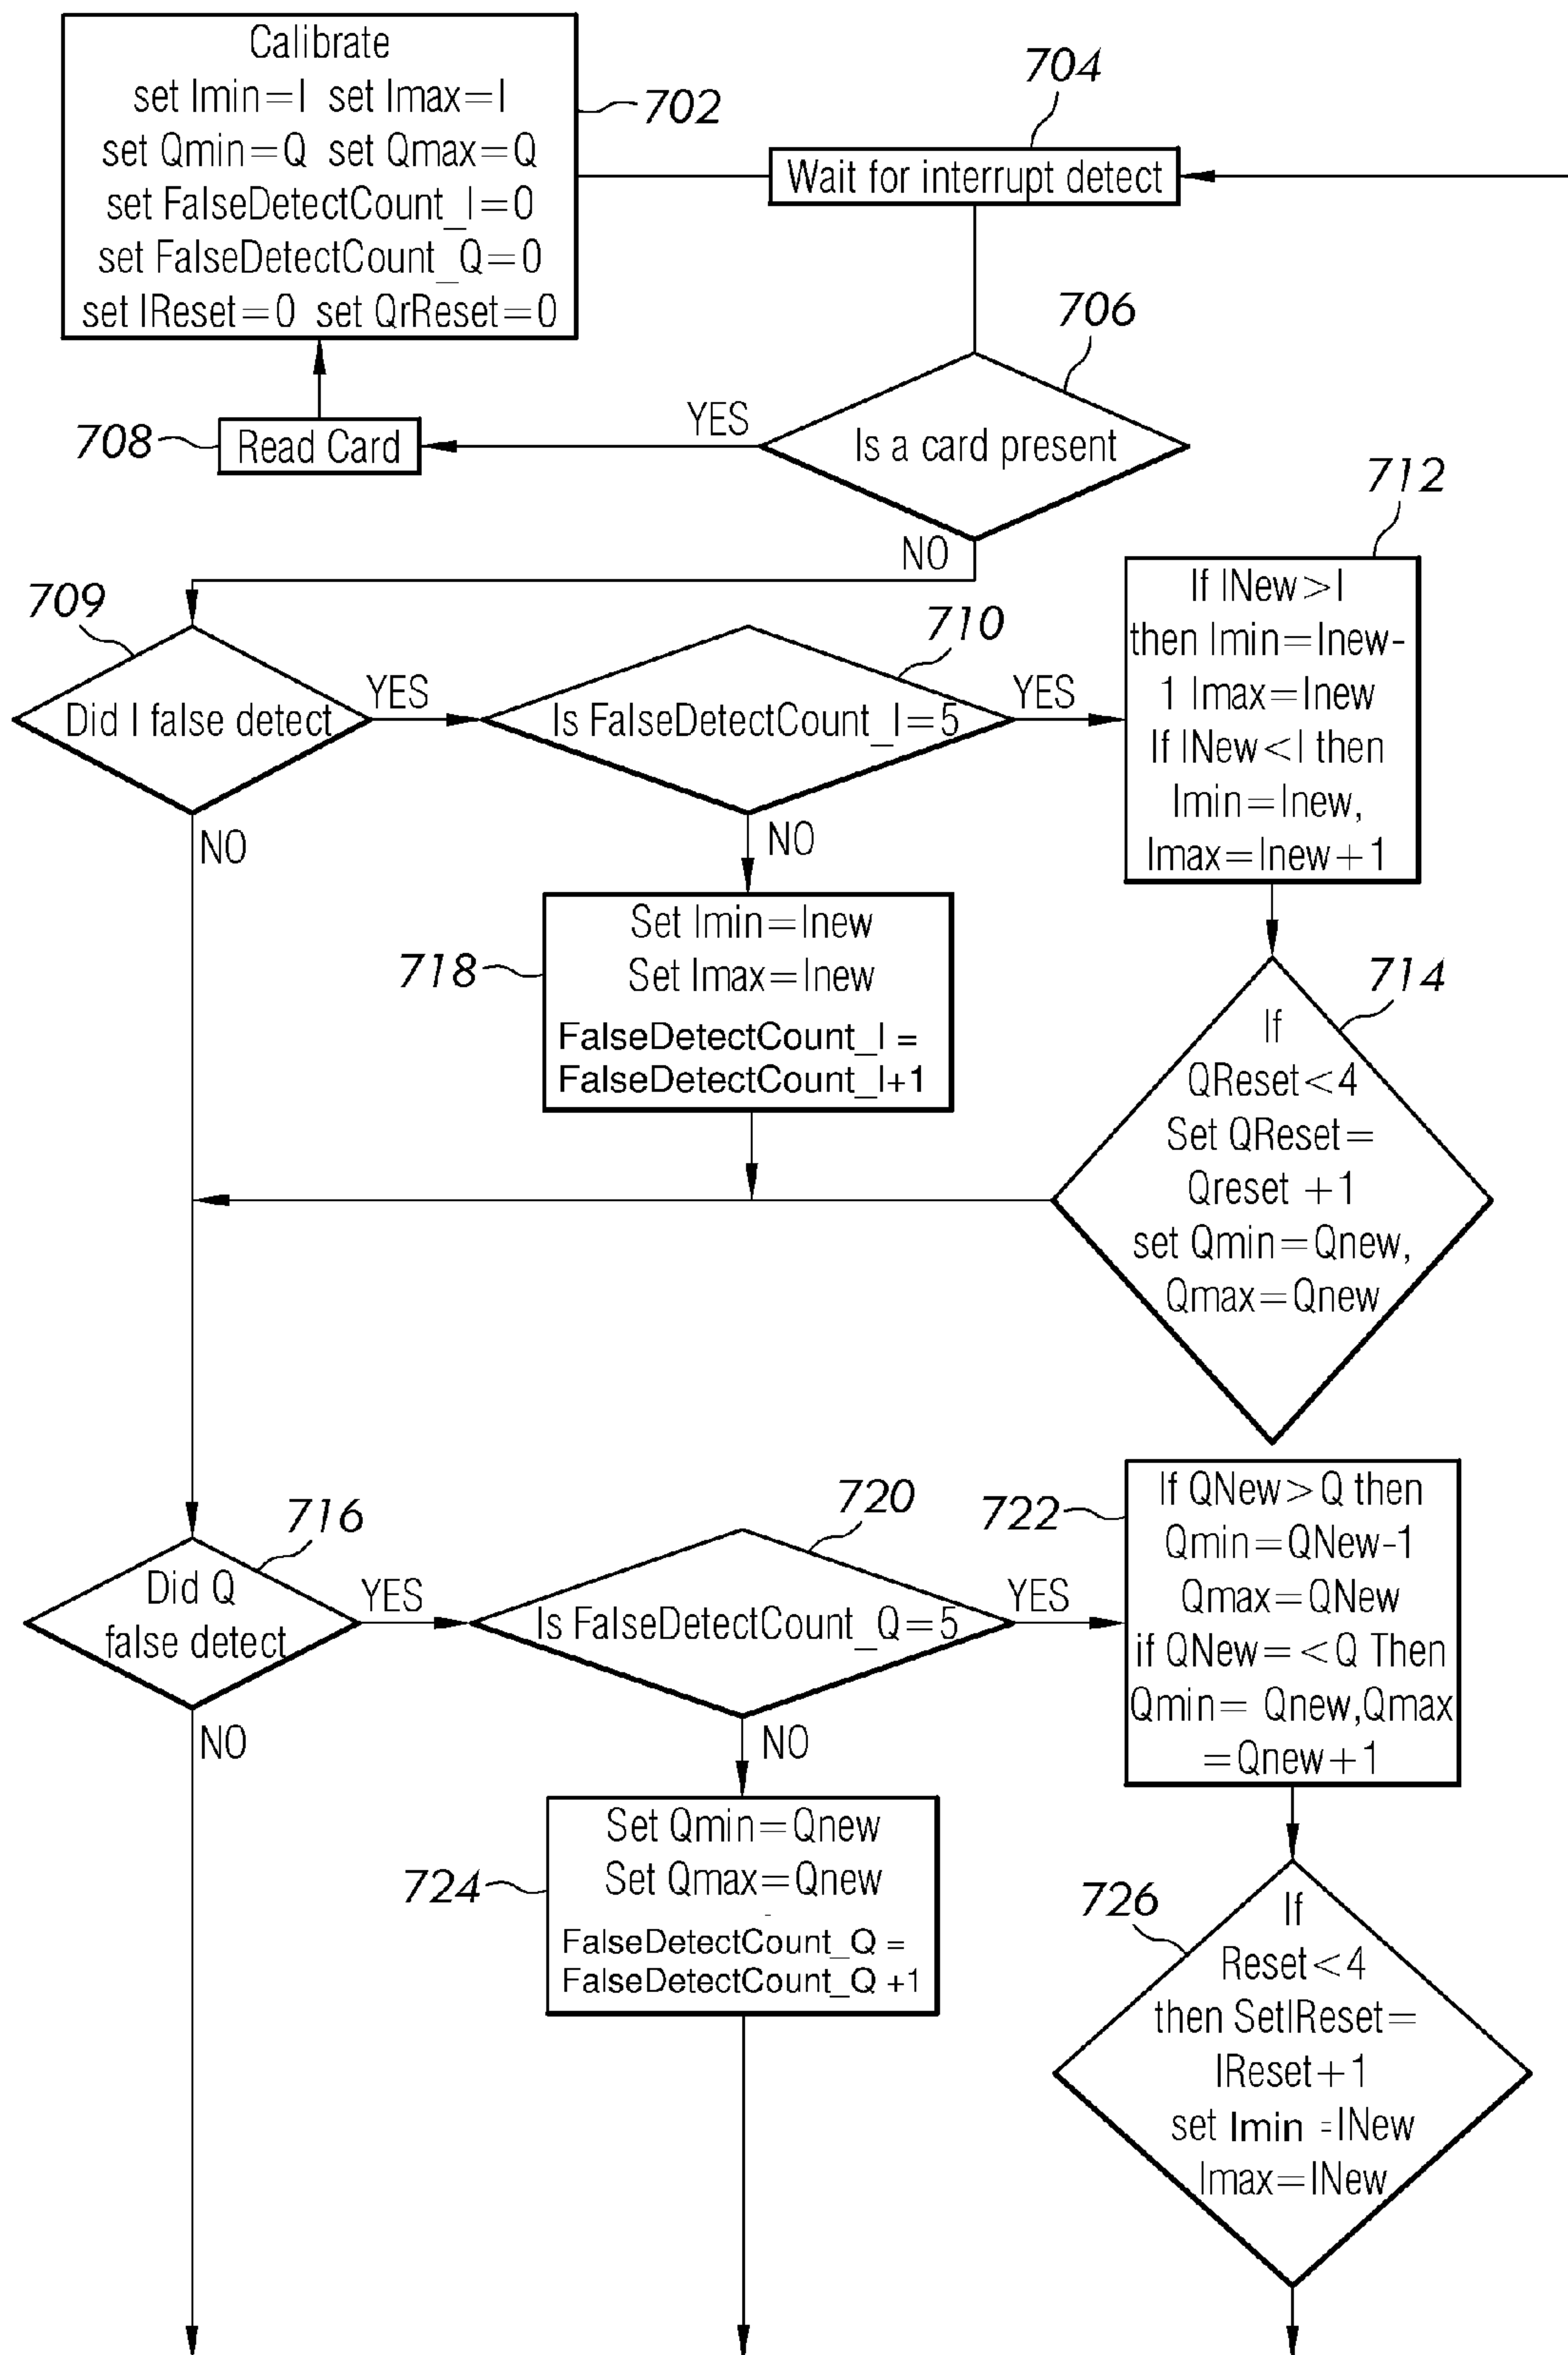 Calibrate
set Imin=I set Imax=I
set Qmin=Q set Qmax=Q
set FalseDetectCount_I=0
set FalseDetectCount_Q=0
set IReset=0 set QrReset=0
702
704
Wait for interrupt detect
706
Is a card present
YES
708
Read Card
NO
709
Did I false detect
YES
NO
710
Is FalseDetectCount_I=5
YES
NO
712
If INew>I
then Imin=Inew-
1 Imax=Inew
If INew<I then
Imin=Inew,
Imax=Inew+1
718
Set Imin=Inew
Set Imax=Inew
FalseDetectCount_I =
FalseDetectCount_I+1
714
If
QReset<4
Set QReset=
Qreset +1
set Qmin=Qnew,
Qmax=Qnew
716
Did Q
false detect
YES
NO
720
Is FalseDetectCount_Q=5
YES
NO
722
If QNew>Q then
Qmin=QNew-1
Qmax=QNew
if QNew=<Q Then
Qmin= Qnew,Qmax
=Qnew+1
724
Set Qmin=Qnew
Set Qmax=Qnew
FalseDetectCount_Q =
FalseDetectCount_Q +1
726
If
Reset<4
then SetIReset=
IReset+1
set Imin =INew
Imax=INew